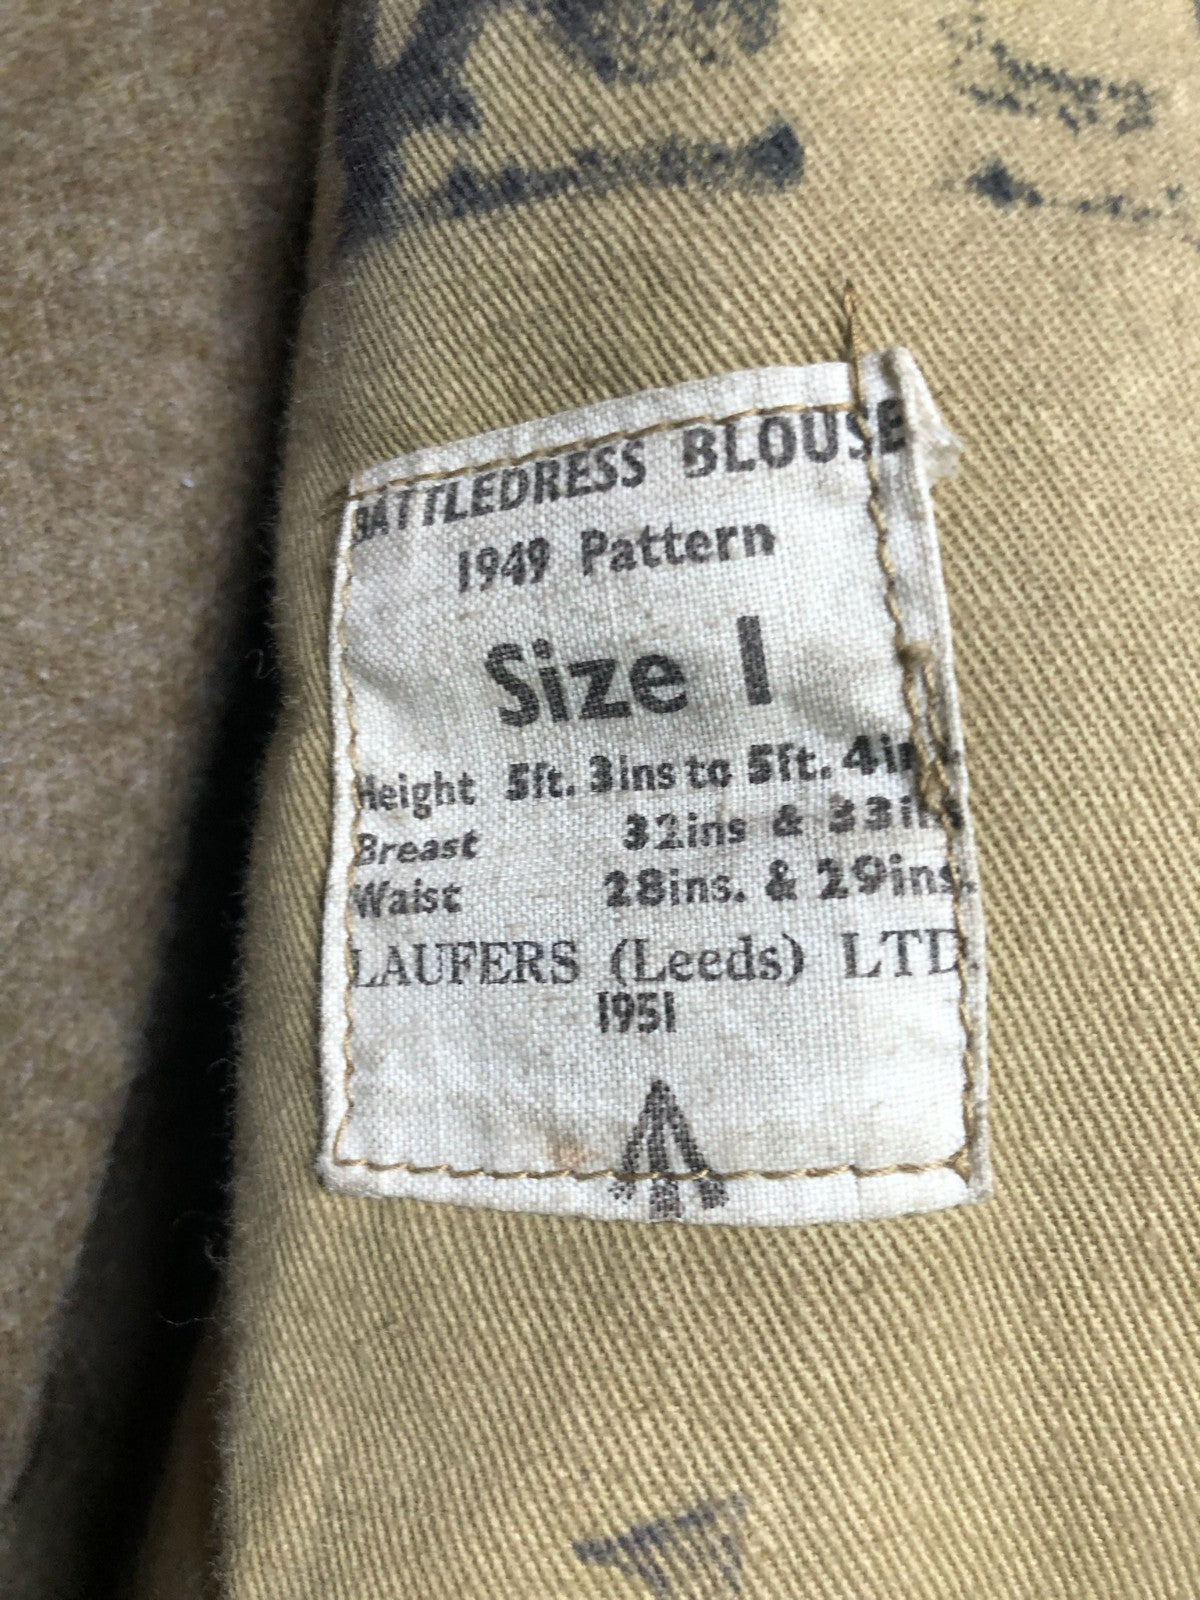 BATTLEDRESS BLOUSE
1949 Pattern
Size 1
Height 5ft. 3ins to 5ft. 4ins
Breast 32ins & 33ins
Waist 28ins. & 29ins.
LAUFERS (Leeds) LTD.
1951